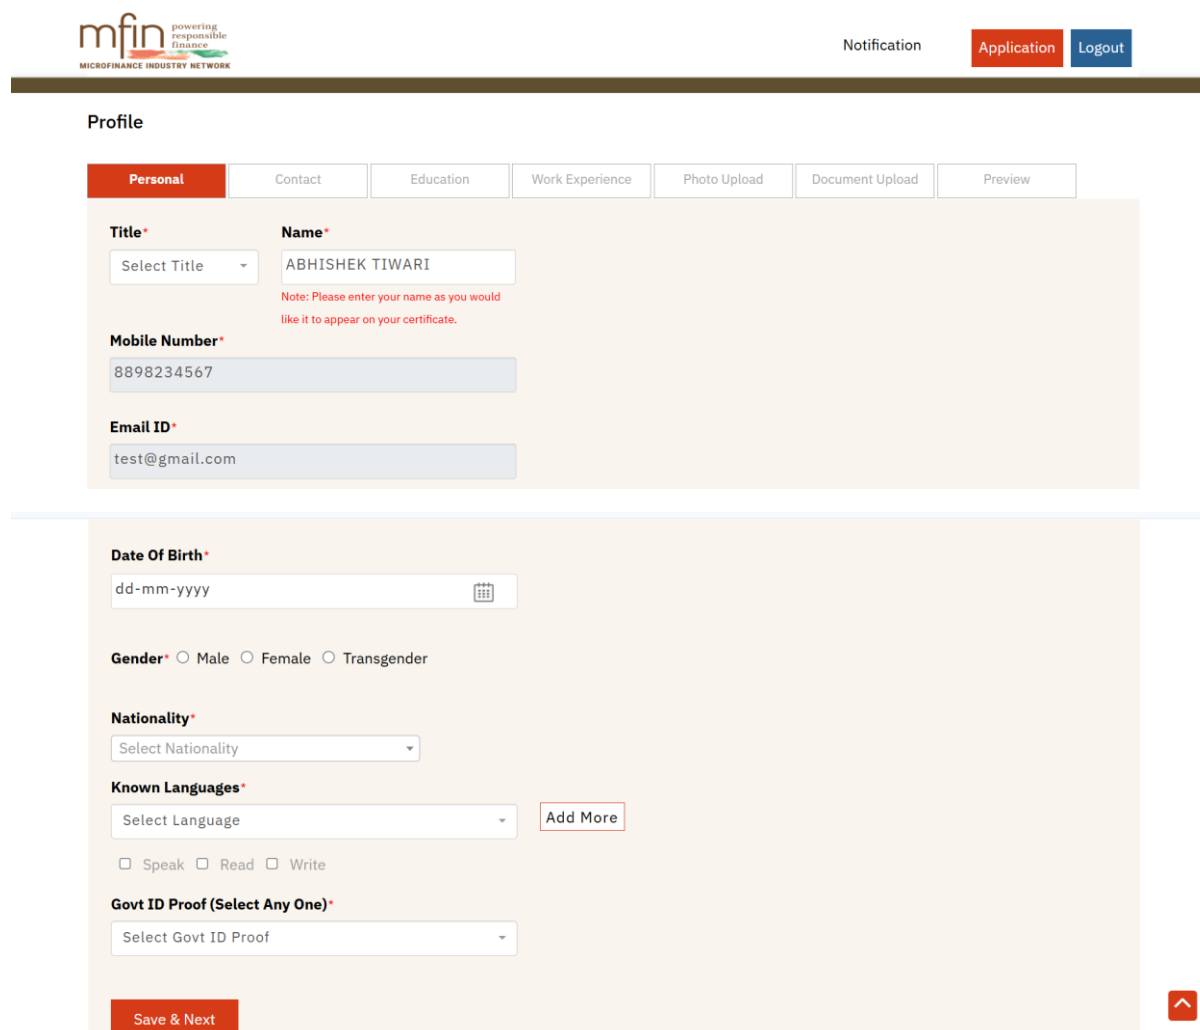 mfin powering
responsible
finance
MICROFINANCE INDUSTRY NETWORK
Notification Application Logout
Profile
Personal Contact Education Work Experience Photo Upload Document Upload Preview
Title* Name*
Select Title ABHISHEK TIWARI
Note: Please enter your name as you would
like it to appear on your certificate.
Mobile Number*
8898234567
Email ID*
test@gmail.com
Date Of Birth*
dd-mm-yyyy
Gender* Male Female Transgender
Nationality*
Select Nationality
Known Languages*
Select Language Add More
Speak Read Write
Govt ID Proof (Select Any One)*
Select Govt ID Proof
Save & Next